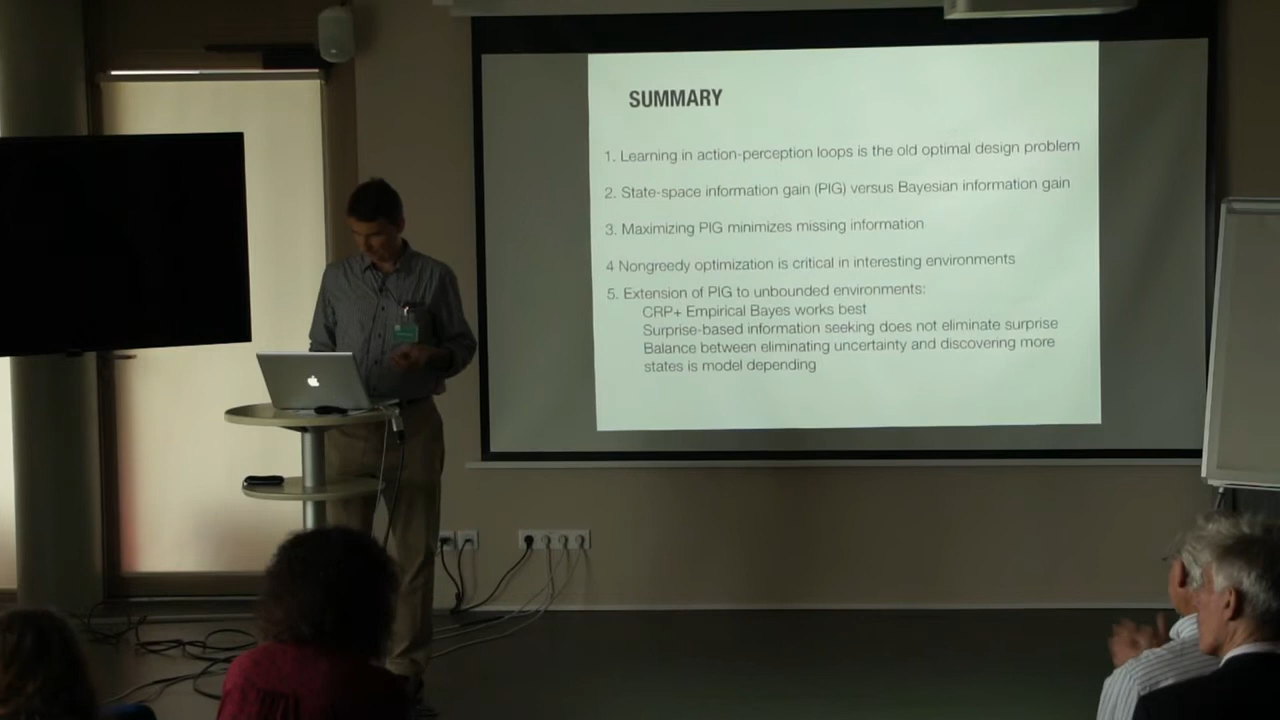 SUMMARY
1. Learning in action-perception loops is the old optimal design problem
2. State-space information gain (PIG) versus Bayesian information gain
3. Maximizing PIG minimizes missing information
4 Nongreedy optimization is critical in interesting environments
5. Extension of PIG to unbounded environments:
CRP+ Empirical Bayes works best
Surprise-based information seeking does not eliminate surprise
Balance between eliminating uncertainty and discovering more
states is model depending